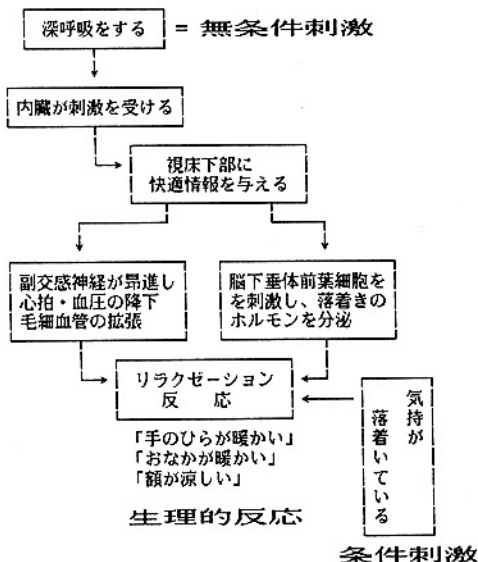 深呼吸をする
= 無条件刺激
内臓が刺激を受ける
視床下部に
快適情報を与える
副交感神経が昂進し
心拍・血圧の降下
毛細血管の拡張
脳下垂体前葉細胞を
を刺激し、落着きの
ホルモンを分泌
リラクゼーション
反　応
気持が
落着いている
「手のひらが暖かい」
「おなかが暖かい」
「額が涼しい」
生理的反応
条件刺激